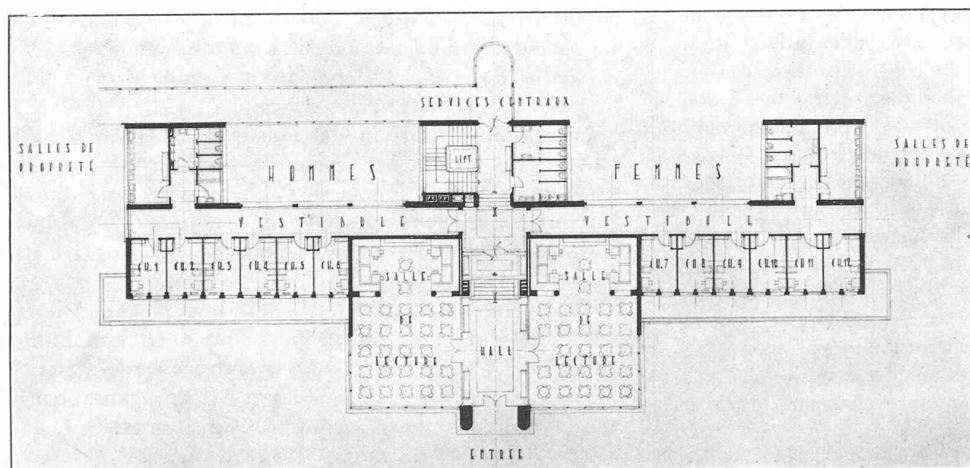 SERVICES CENTRAUX
SALLES DE PROPRETÉ
HOMMES
LIFT
FEMMES
SALLES DE PROPRETÉ
VESTIBULE
VESTIBULE
CH. 1
CH. 2
CH. 3
CH. 4
CH. 5
CH. 6
SALLE DE LECTURE
HALL
SALLE DE LECTURE
CH. 7
CH. 8
CH. 9
CH. 10
CH. 11
CH. 12
ENTRÉE